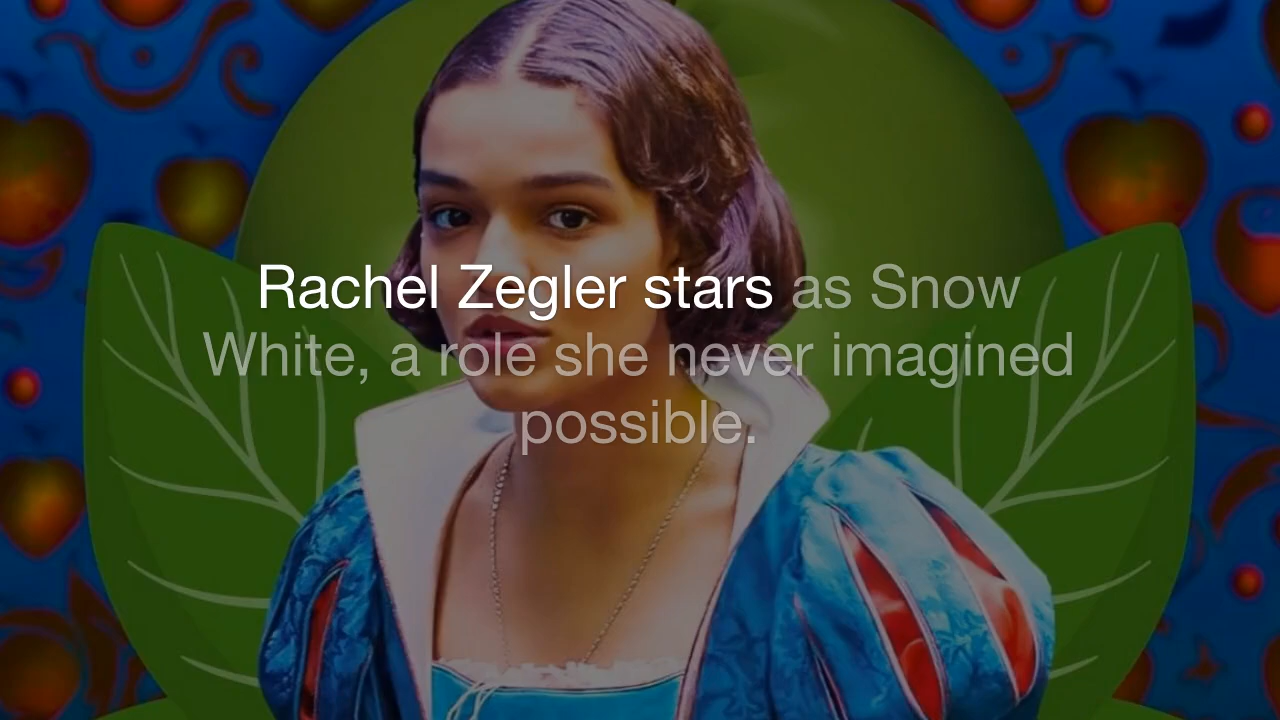 Rachel Zegler stars as Snow
White, a role she never imagined
possible.